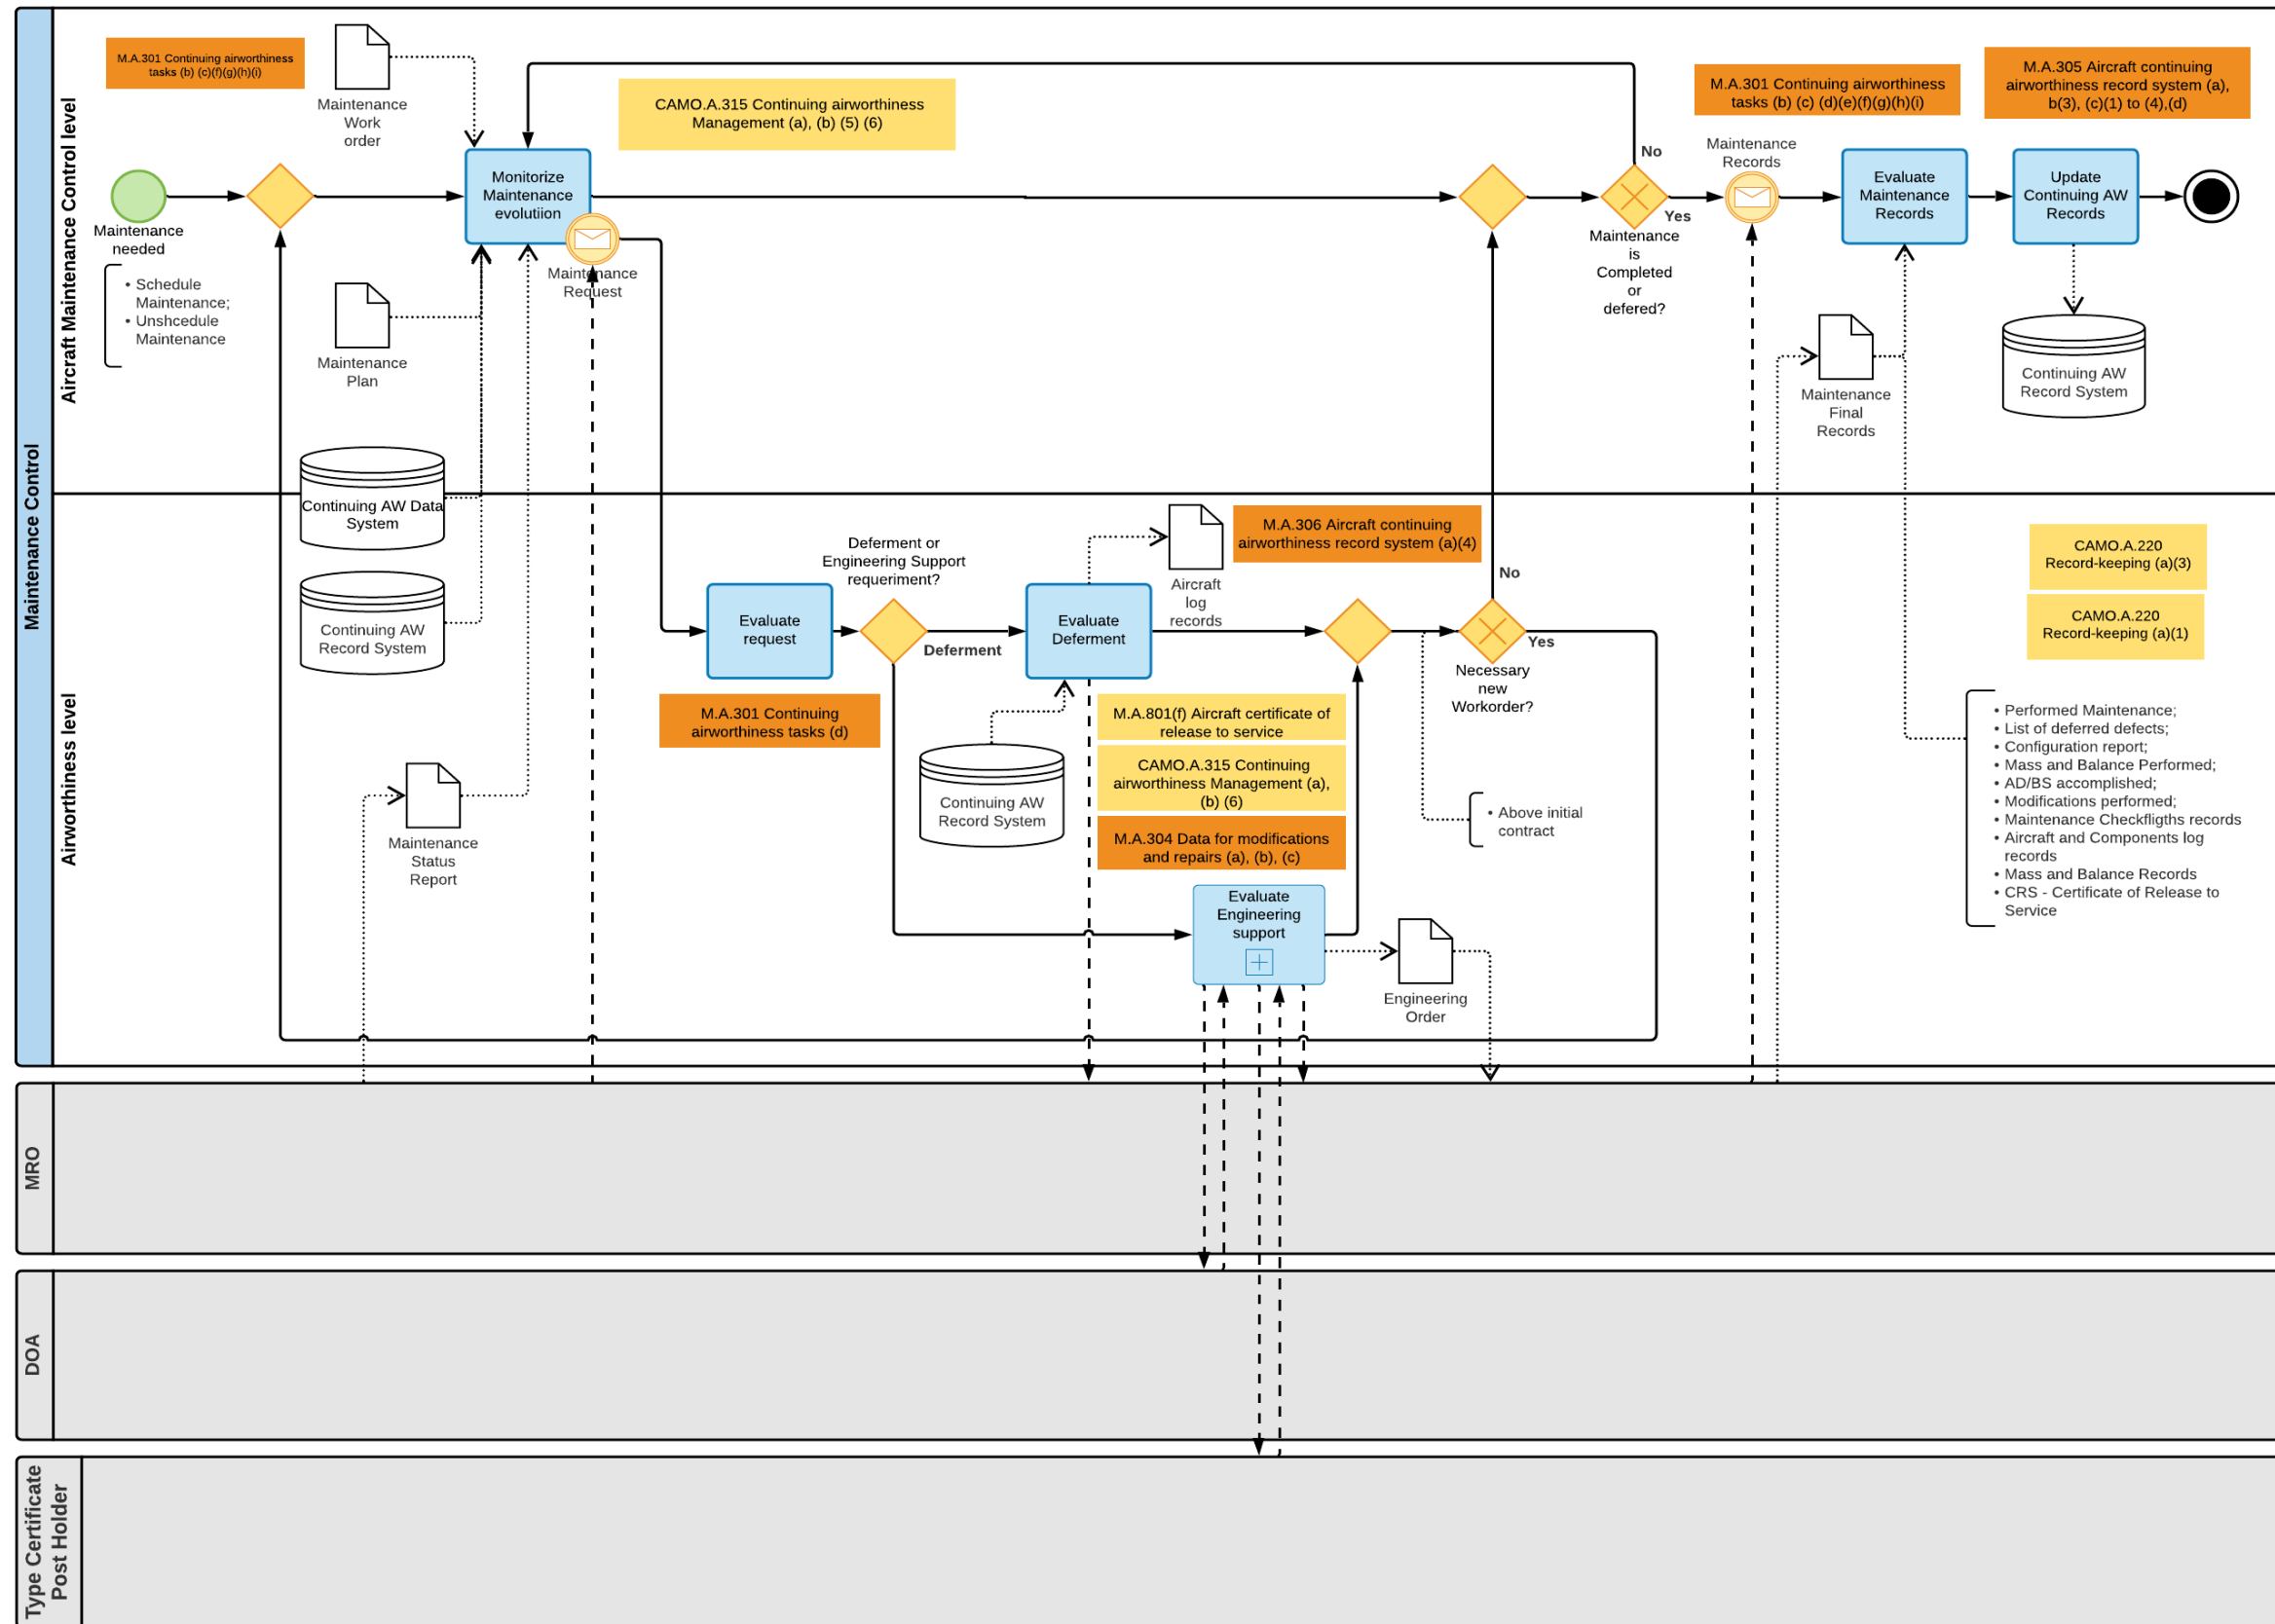 Maintenance Control
Aircraft Maintenance Control level
M.A.301 Continuing airworthiness
tasks (b) (c)(f)(g)(h)(i)
Maintenance
Work
order
CAMO.A.315 Continuing airworthiness
Management (a), (b) (5) (6)
M.A.301 Continuing airworthiness
tasks (b) (c) (d)(e)(f)(g)(h)(i)
M.A.305 Aircraft continuing
airworthiness record system (a),
b(3), (c)(1) to (4),(d)
Maintenance
needed
• Schedule
Maintenance;
• Unshcedule
Maintenance
Monitorize
Maintenance
evolutiion
Maintenance
Request
Maintenance
Plan
No
Yes
Maintenance
is
Completed
or
defered?
Maintenance
Records
Evaluate
Maintenance
Records
Update
Continuing AW
Records
Maintenance
Final
Records
Continuing AW
Record System
Airworthiness level
Continuing AW Data
System
Continuing AW
Record System
Maintenance
Status
Report
Evaluate
request
Deferment or
Engineering Support
requeriment?
Deferment
M.A.301 Continuing
airworthiness tasks (d)
Evaluate
Deferment
Aircraft
log
records
M.A.306 Aircraft continuing
airworthiness record system (a)(4)
Continuing AW
Record System
M.A.801(f) Aircraft certificate of
release to service
CAMO.A.315 Continuing
airworthiness Management (a),
(b) (6)
M.A.304 Data for modifications
and repairs (a), (b), (c)
Evaluate
Engineering
support
Engineering
Order
No
Yes
Necessary
new
Workorder?
• Above initial
contract
CAMO.A.220
Record-keeping (a)(3)
CAMO.A.220
Record-keeping (a)(1)
• Performed Maintenance;
• List of deferred defects;
• Configuration report;
• Mass and Balance Performed;
• AD/BS accomplished;
• Modifications performed;
• Maintenance Checkfligths records
• Aircraft and Components log
records
• Mass and Balance Records
• CRS - Certificate of Release to
Service
MRO
DOA
Type Certificate
Post Holder